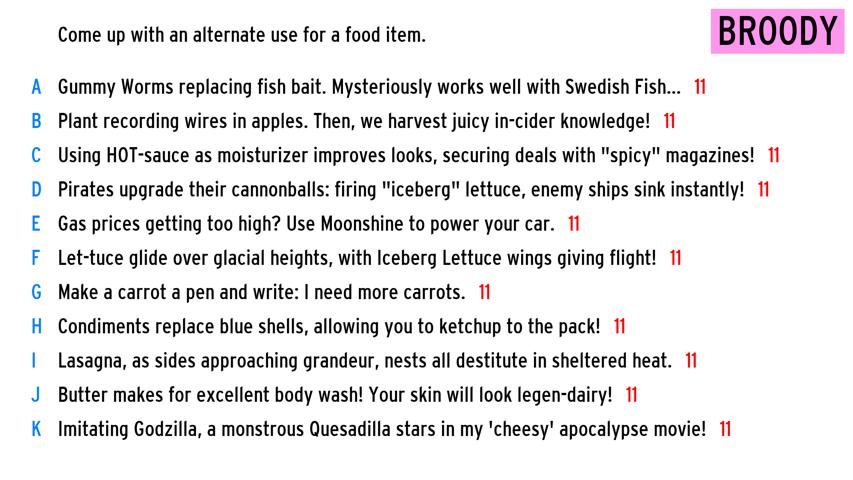 Come up with an alternate use for a food item.
BROODY
A Gummy Worms replacing fish bait. Mysteriously works well with Swedish Fish... 11
B Plant recording wires in apples. Then, we harvest juicy in-cider knowledge! 11
C Using HOT-sauce as moisturizer improves looks, securing deals with "spicy" magazines! 11
D Pirates upgrade their cannonballs: firing "iceberg" lettuce, enemy ships sink instantly! 11
E Gas prices getting too high? Use Moonshine to power your car. 11
F Let-tuce glide over glacial heights, with Iceberg Lettuce wings giving flight! 11
G Make a carrot a pen and write: I need more carrots. 11
H Condiments replace blue shells, allowing you to ketchup to the pack! 11
I Lasagna, as sides approaching grandeur, nests all destitute in sheltered heat. 11
J Butter makes for excellent body wash! Your skin will look legen-dairy! 11
K Imitating Godzilla, a monstrous Quesadilla stars in my 'cheesy' apocalypse movie! 11